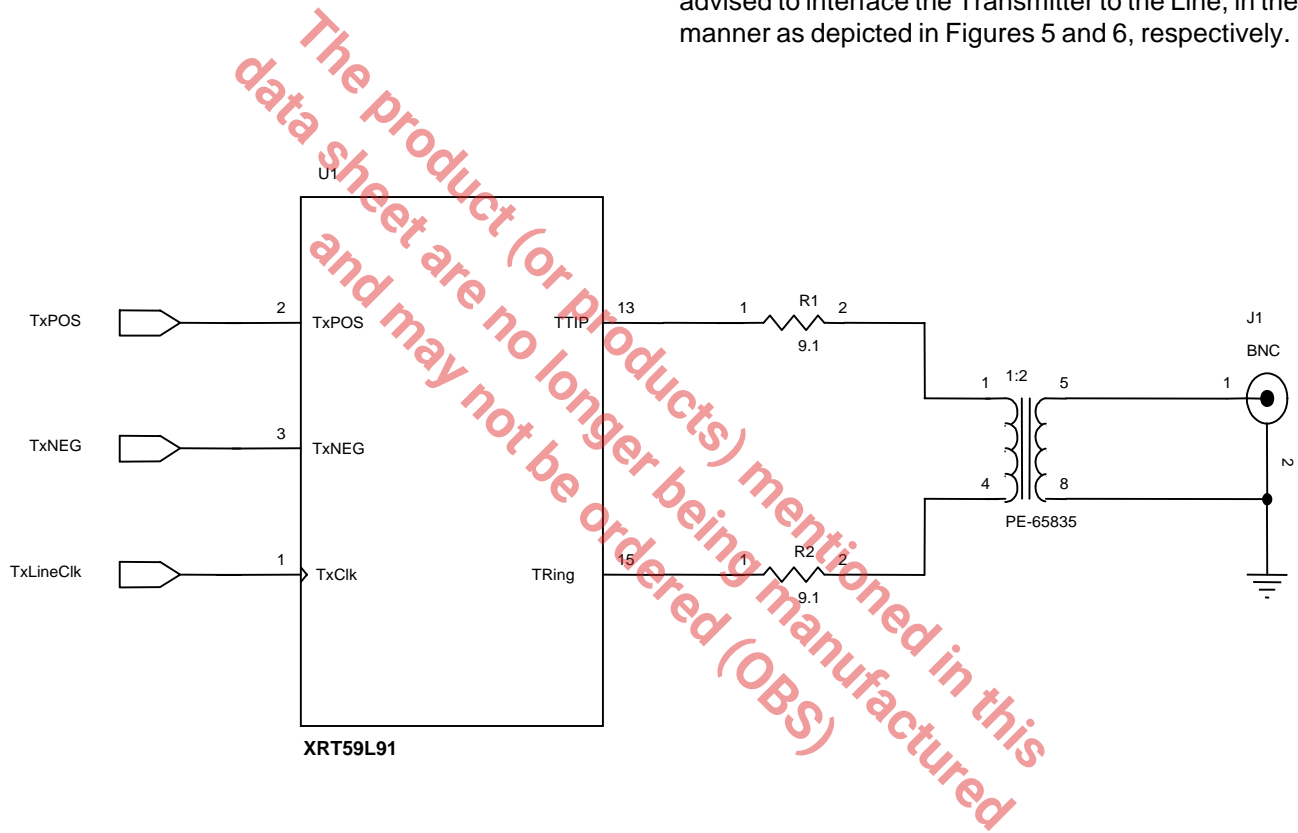 advised to interface the Transmitter to the Line, in the
manner as depicted in Figures 5 and 6, respectively.
The product (or products) mentioned in this
data sheet are no longer being manufactured
and may not be ordered (OBS)
U1
TxPOS
2
TxPOS
TTIP
13
1
R1
2
9.1
J1
BNC
1
1:2
5
1
TxNEG
3
TxNEG
4
8
2
PE-65835
TxLineClk
1
TxClk
TRing
15
1
R2
2
9.1
XRT59L91